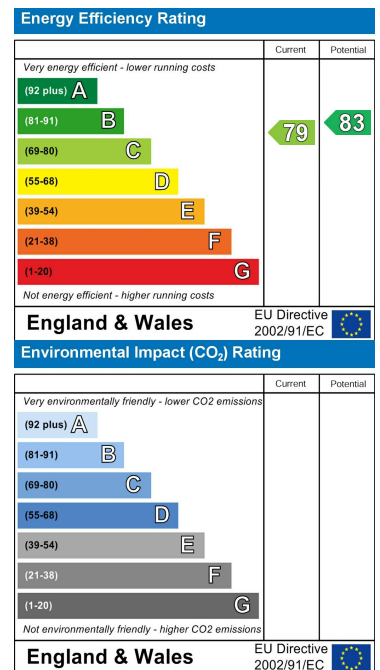 Energy Efficiency Rating
Current Potential
Very energy efficient - lower running costs
(92 plus) A
(81-91) B
(69-80) C
79 83
(55-68) D
(39-54) E
(21-38) F
(1-20) G
Not energy efficient - higher running costs
England & Wales
EU Directive
2002/91/EC
Environmental Impact (CO₂) Rating
Current Potential
Very environmentally friendly - lower CO2 emissions
(92 plus) A
(81-91) B
(69-80) C
(55-68) D
(39-54) E
(21-38) F
(1-20) G
Not environmentally friendly - higher CO2 emissions
England & Wales
EU Directive
2002/91/EC